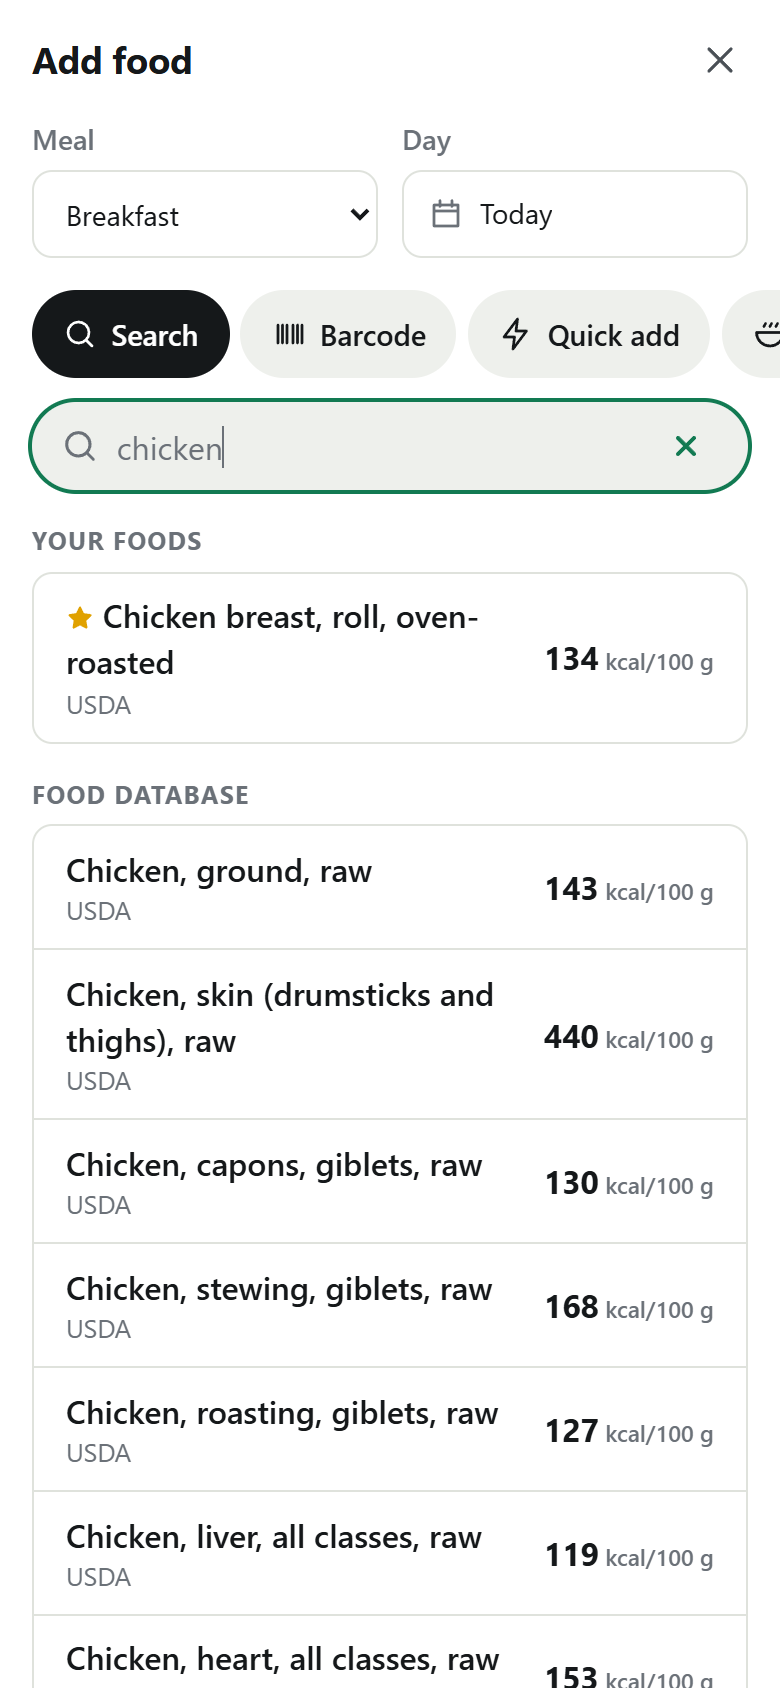 Add food
Meal
Day
Breakfast
Today
Search
Barcode
Quick add
chicken
YOUR FOODS
Chicken breast, roll, oven-
roasted
134 kcal/100 g
USDA
FOOD DATABASE
Chicken, ground, raw
143 kcal/100 g
USDA
Chicken, skin (drumsticks and
thighs), raw
440 kcal/100 g
USDA
Chicken, capons, giblets, raw
130 kcal/100 g
USDA
Chicken, stewing, giblets, raw
168 kcal/100 g
USDA
Chicken, roasting, giblets, raw
127 kcal/100 g
USDA
Chicken, liver, all classes, raw
119 kcal/100 g
USDA
Chicken, heart, all classes, raw
153 kcal/100 g